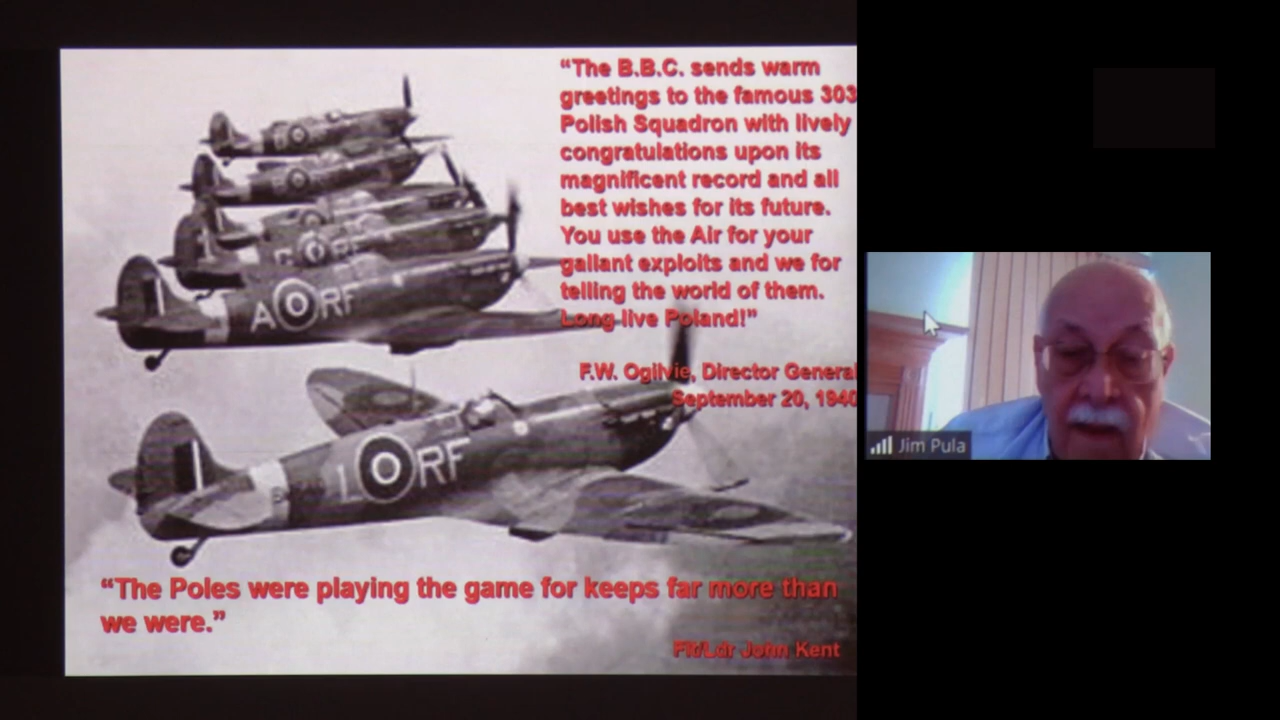 “The B.B.C. sends warm
greetings to the famous 303
Polish Squadron with lively
congratulations upon its
magnificent record and all
best wishes for its future.
You use the Air for your
gallant exploits and we for
telling the world of them.
Long live Poland!”
F.W. Ogilvie, Director General
September 20, 1940
A RF
L RF
“The Poles were playing the game for keeps far more than
we were.”
Flt/Ldr John Kent
Jim Pula